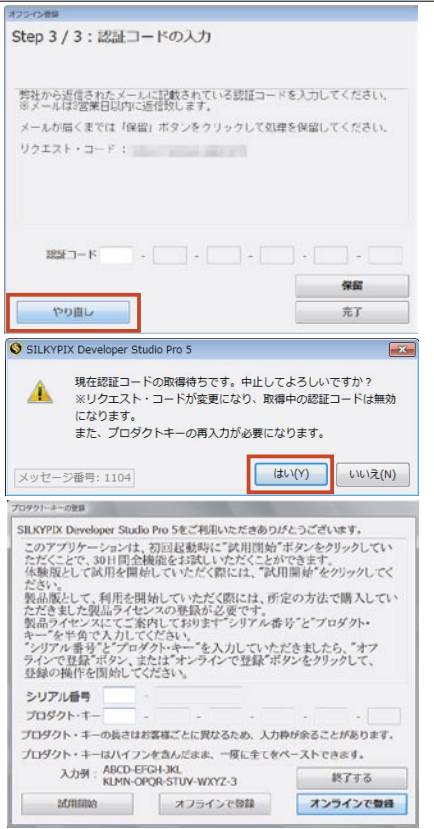 オフライン登録
Step 3 / 3：認証コードの入力
弊社から返信されたメールに記載されている認証コードを入力してください。
※メールは3営業日以内に返信致します。
メールが届くまでは「保留」ボタンをクリックして処理を保留してください。
リクエスト・コード：
認証コード - - - - -
保留
やり直し 完了
SILKYPIX Developer Studio Pro 5
現在認証コードの取得待ちです。中止してよろしいですか？
※リクエスト・コードが変更になり、取得中の認証コードは無効
になります。
また、プロダクトキーの再入力が必要になります。
メッセージ番号: 1104 はい(Y) いいえ(N)
プロダクト・キーの登録
SILKYPIX Developer Studio Pro 5をご利用いただきありがとうございます。
このアプリケーションは、初回起動時に"試用開始"ボタンをクリックしてい
ただくことで、30日間全機能をお試しいただくことができます。
体験版として試用を開始していただく際には、"試用開始"をクリックしてく
ださい。
製品版として、利用を開始していただく際には、所定の方法で購入してい
ただきました製品ライセンスの登録が必要です。
製品ライセンスにてご案内しております"シリアル番号"と"プロダクト・
キー"を半角で入力してください。
"シリアル番号"と"プロダクト・キー"を入力していただきましたら、"オフ
ラインで登録"ボタン、または"オンラインで登録"ボタンをクリックして、
登録の操作を開始してください。
シリアル番号 -
プロダクト・キー - - - - -
プロダクト・キーの長さはお客様ごとに異なるため、入力枠が余ることがあります。
プロダクト・キーはハイフンを含んだまま、一度に全てをペーストできます。
入力例： ABCD-EFGH-JKL
KLMN-OPQR-STUV-WXYZ-3 終了する
試用開始 オフラインで登録 オンラインで登録